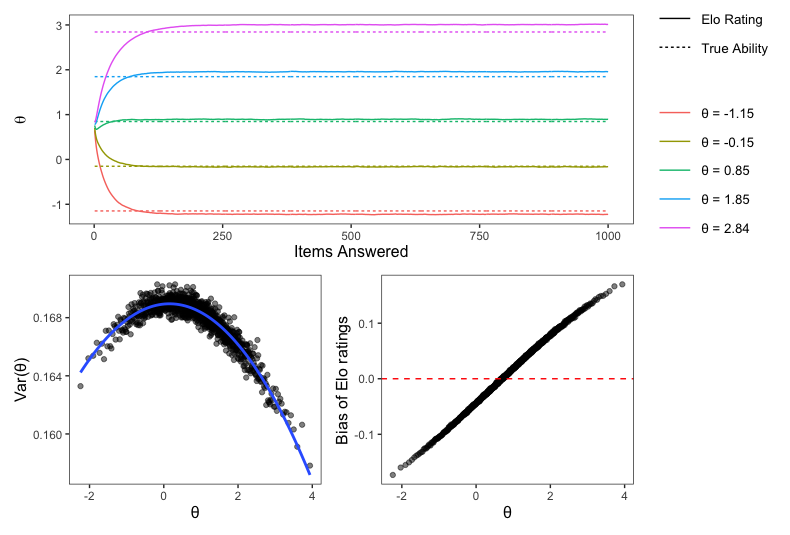 3
2
1
0
-1
θ
0
250
500
750
1000
Items Answered
Elo Rating
True Ability
θ = -1.15
θ = -0.15
θ = 0.85
θ = 1.85
θ = 2.84
0.168
0.164
0.160
Var(θ)
-2
0
2
4
θ
0.1
0.0
-0.1
Bias of Elo ratings
-2
0
2
4
θ